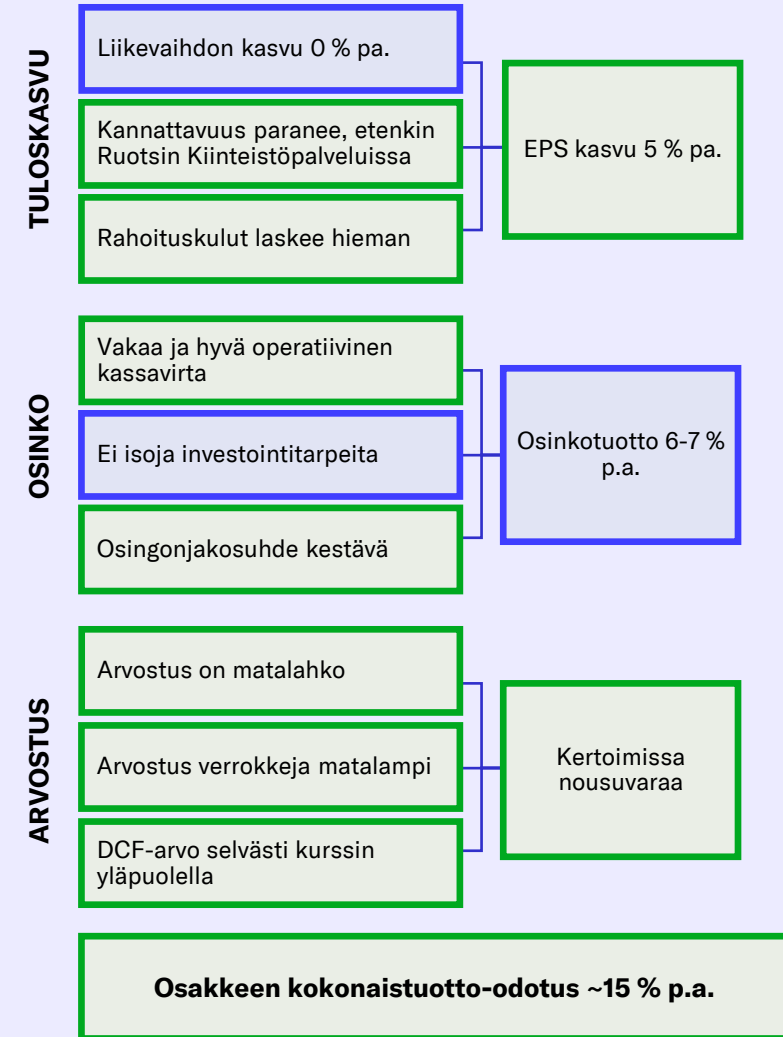 TULOSKASVU
Liikevaihdon kasvu 0 % pa.
Kannattavuus paranee, etenkin
Ruotsin Kiinteistöpalveluissa
Rahoituskulut laskee hieman
EPS kasvu 5 % pa.
OSINKO
Vakaa ja hyvä operatiivinen
kassavirta
Ei isoja investointitarpeita
Osingonjakosuhde kestävä
Osinkotuotto 6-7 %
p.a.
ARVOSTUS
Arvostus on matalahko
Arvostus verrokkeja matalampi
DCF-arvo selvästi kurssin
yläpuolella
Kertoimissa
nousuvaraa
Osakkeen kokonaistuotto-odotus ~15 % p.a.